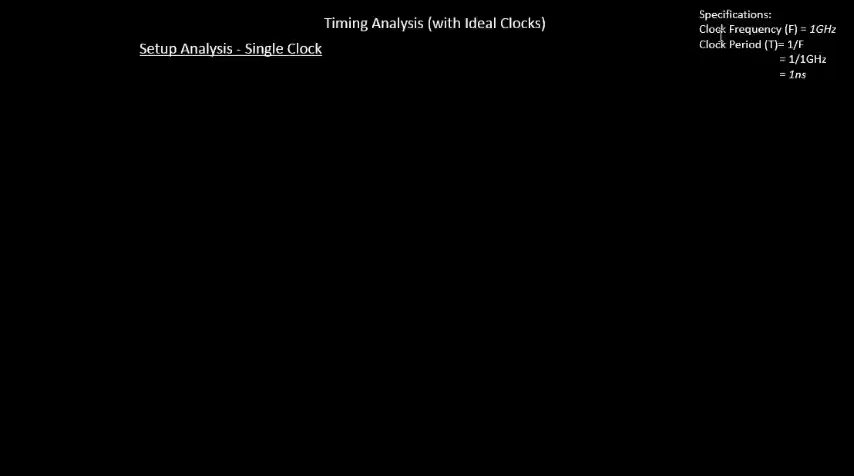 Timing Analysis (with Ideal Clocks)
Setup Analysis - Single Clock
Specifications:
Clock Frequency (F) = 1GHz
Clock Period (T)= 1/F
= 1/1GHz
= 1ns